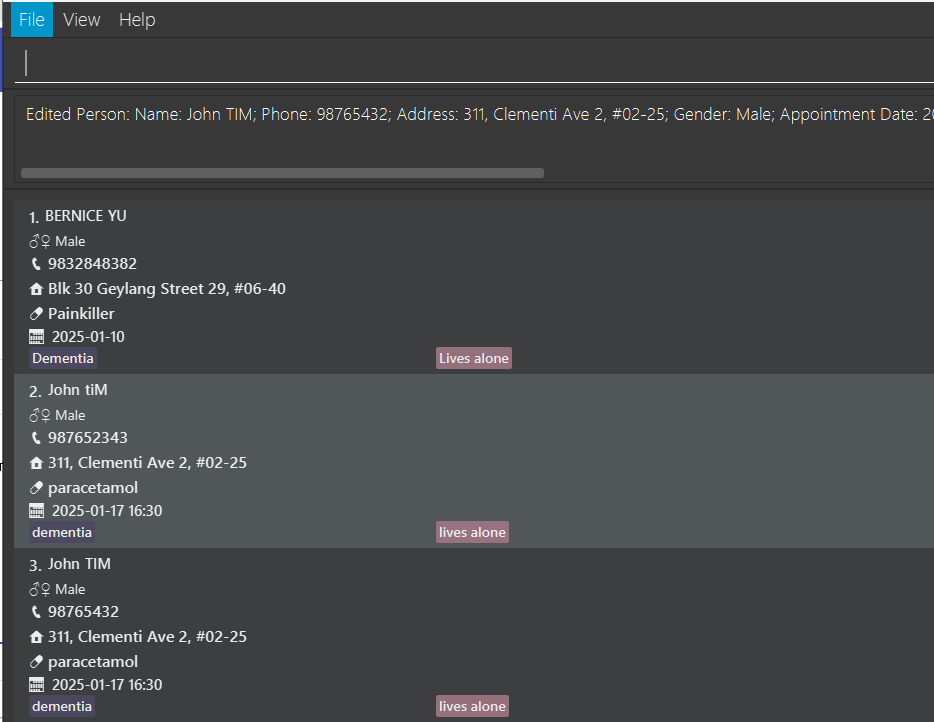 File View Help
Edited Person: Name: John TIM; Phone: 98765432; Address: 311, Clementi Ave 2, #02-25; Gender: Male; Appointment Date: 20
1. BERNICE YU
Male
9832848382
Blk 30 Geylang Street 29, #06-40
Painkiller
2025-01-10
Dementia Lives alone
2. John tiM
Male
987652343
311, Clementi Ave 2, #02-25
paracetamol
2025-01-17 16:30
dementia lives alone
3. John TIM
Male
98765432
311, Clementi Ave 2, #02-25
paracetamol
2025-01-17 16:30
dementia lives alone